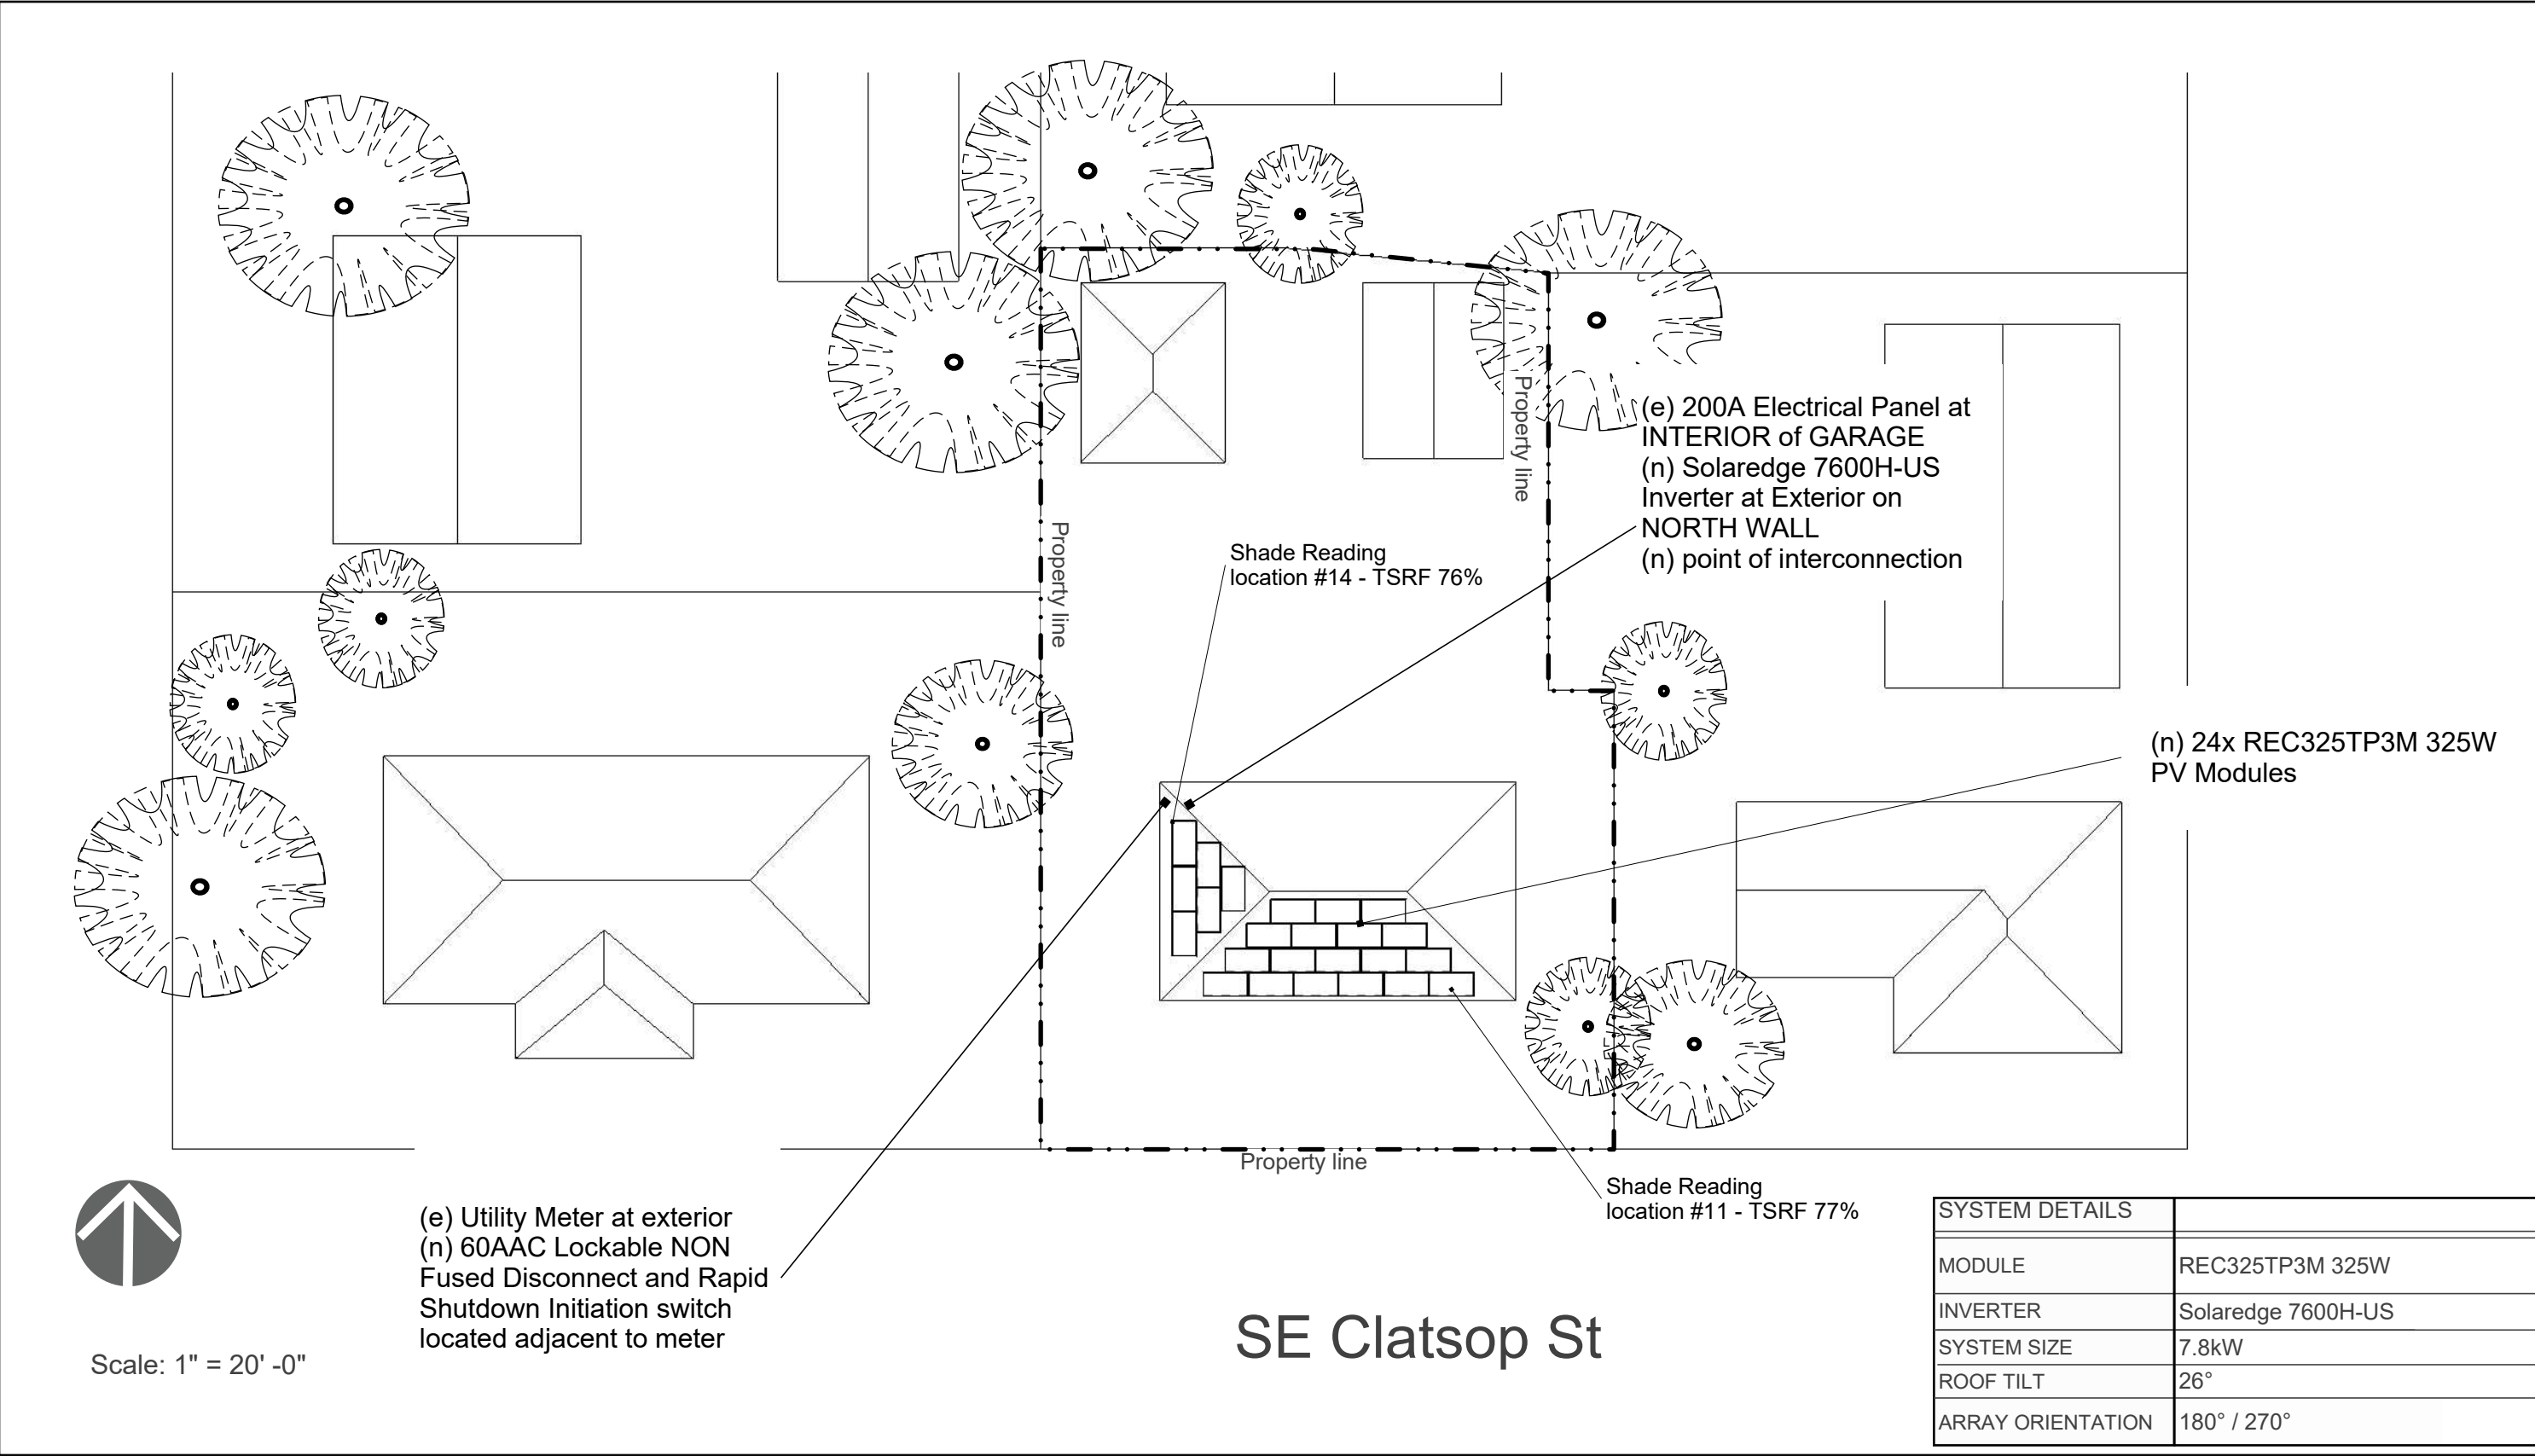 Property line
(e) 200A Electrical Panel at
INTERIOR of GARAGE
(n) Solaredge 7600H-US
Inverter at Exterior on
NORTH WALL
(n) point of interconnection
Property line
Shade Reading
location #14 - TSRF 76%
(n) 24x REC325TP3M 325W
PV Modules
Property line
Shade Reading
location #11 - TSRF 77%
(e) Utility Meter at exterior
(n) 60AAC Lockable NON
Fused Disconnect and Rapid
Shutdown Initiation switch
located adjacent to meter
Scale: 1" = 20' -0"
SE Clatsop St
SYSTEM DETAILS
MODULE REC325TP3M 325W
INVERTER Solaredge 7600H-US
SYSTEM SIZE 7.8kW
ROOF TILT 26°
ARRAY ORIENTATION 180° / 270°